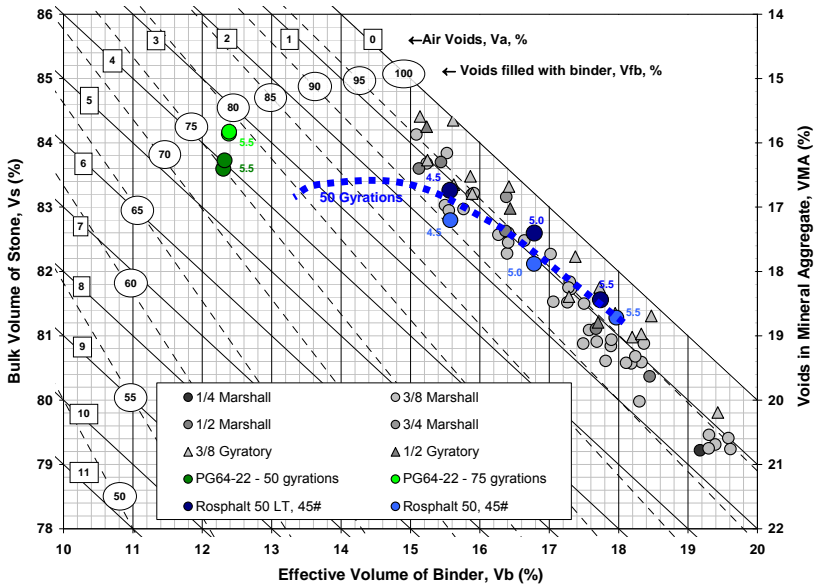 86
85
84
83
82
81
80
79
78
Bulk Volume of Stone, Vs (%)
3
2
1
0
←Air Voids, Va, %
4
5
6
7
8
9
10
11
100
← Voids filled with binder, Vfb, %
95
90
85
80
75
70
65
60
55
50
5.5
5.5
50 Gyrations
4.5
4.5
5.0
5.0
5.5
5.5
1/4 Marshall
3/8 Marshall
1/2 Marshall
3/4 Marshall
3/8 Gyratory
1/2 Gyratory
PG64-22 - 50 gyrations
PG64-22 - 75 gyrations
Rosphalt 50 LT, 45#
Rosphalt 50, 45#
14
15
16
17
18
19
20
21
22
Voids in Mineral Aggregate, VMA (%)
10 11 12 13 14 15 16 17 18 19 20
Effective Volume of Binder, Vb (%)